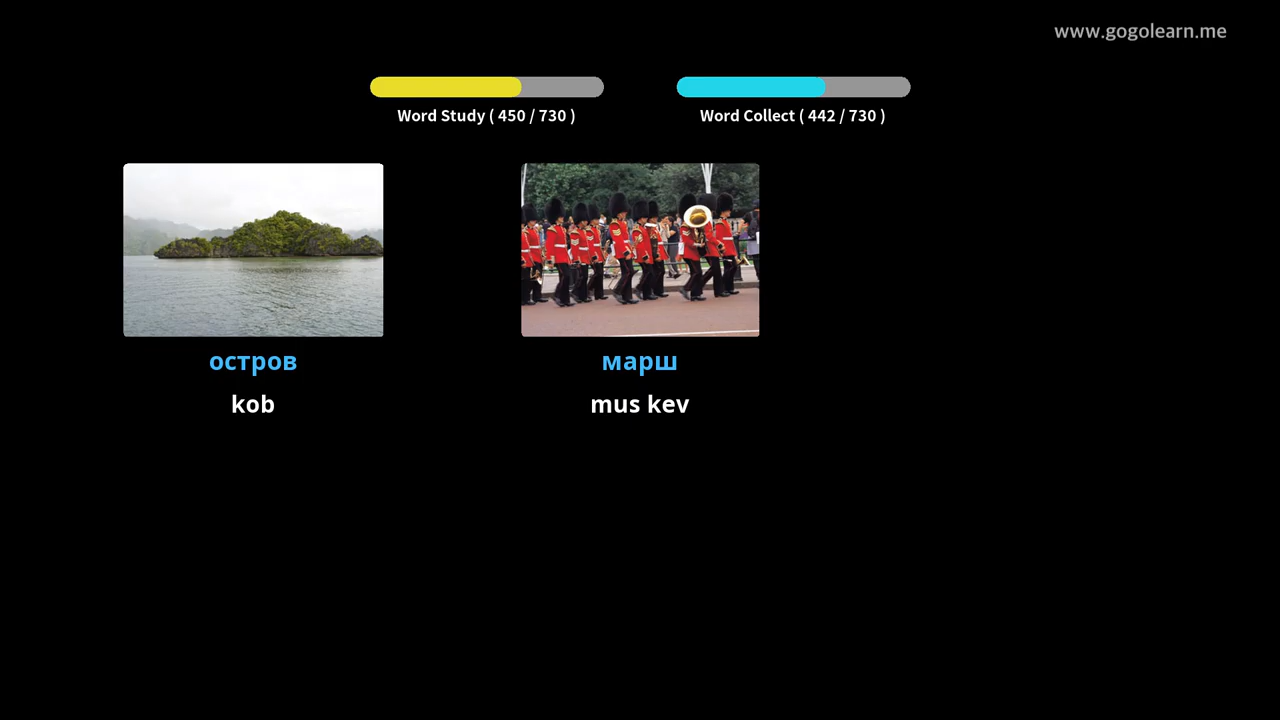 www.gogolearn.me
Word Study ( 450 / 730 )
Word Collect ( 442 / 730 )
остров
марш
kob
mus kev